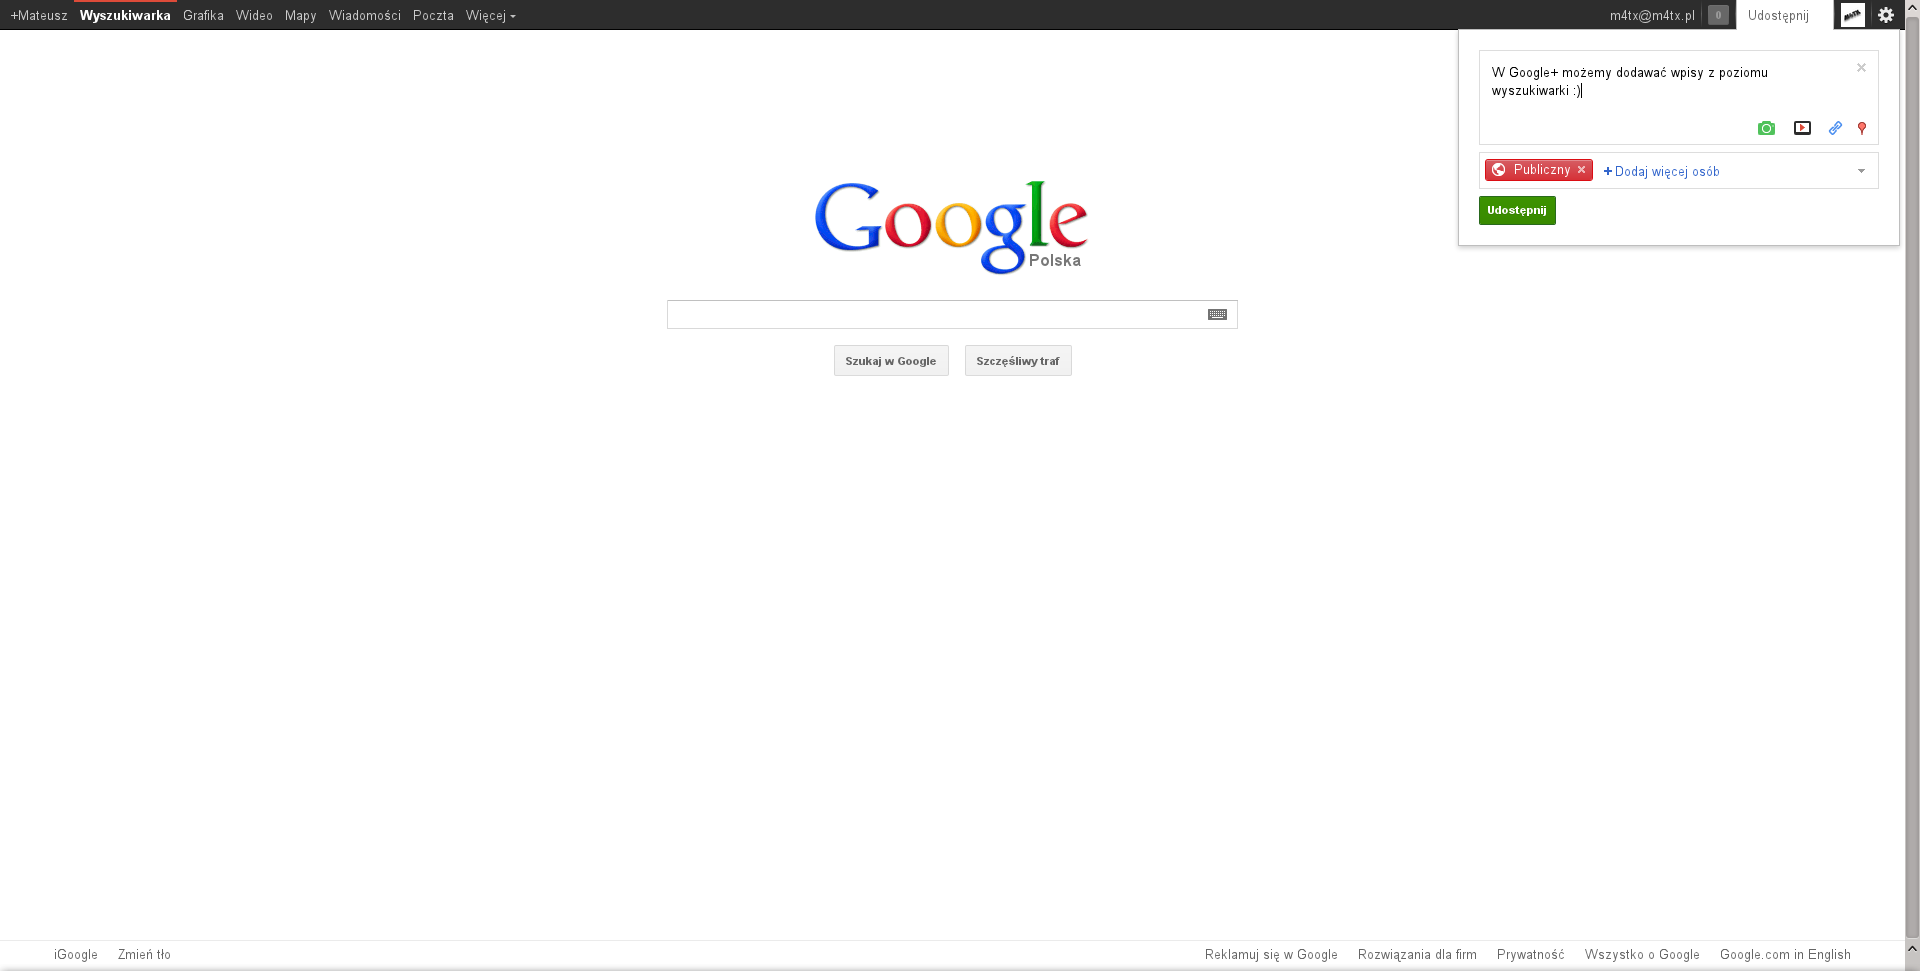 +Mateusz Wyszukiwarka Grafika Wideo Mapy Wiadomości Poczta Więcej
m4tx@m4tx.pl 0 Udostępnij
W Google+ możemy dodawać wpisy z poziomu
wyszukiwarki :)
Publiczny + Dodaj więcej osób
Udostępnij
Google
Polska
Szukaj w Google Szczęśliwy traf
iGoogle Zmień tło Reklamuj się w Google Rozwiązania dla firm Prywatność Wszystko o Google Google.com in English